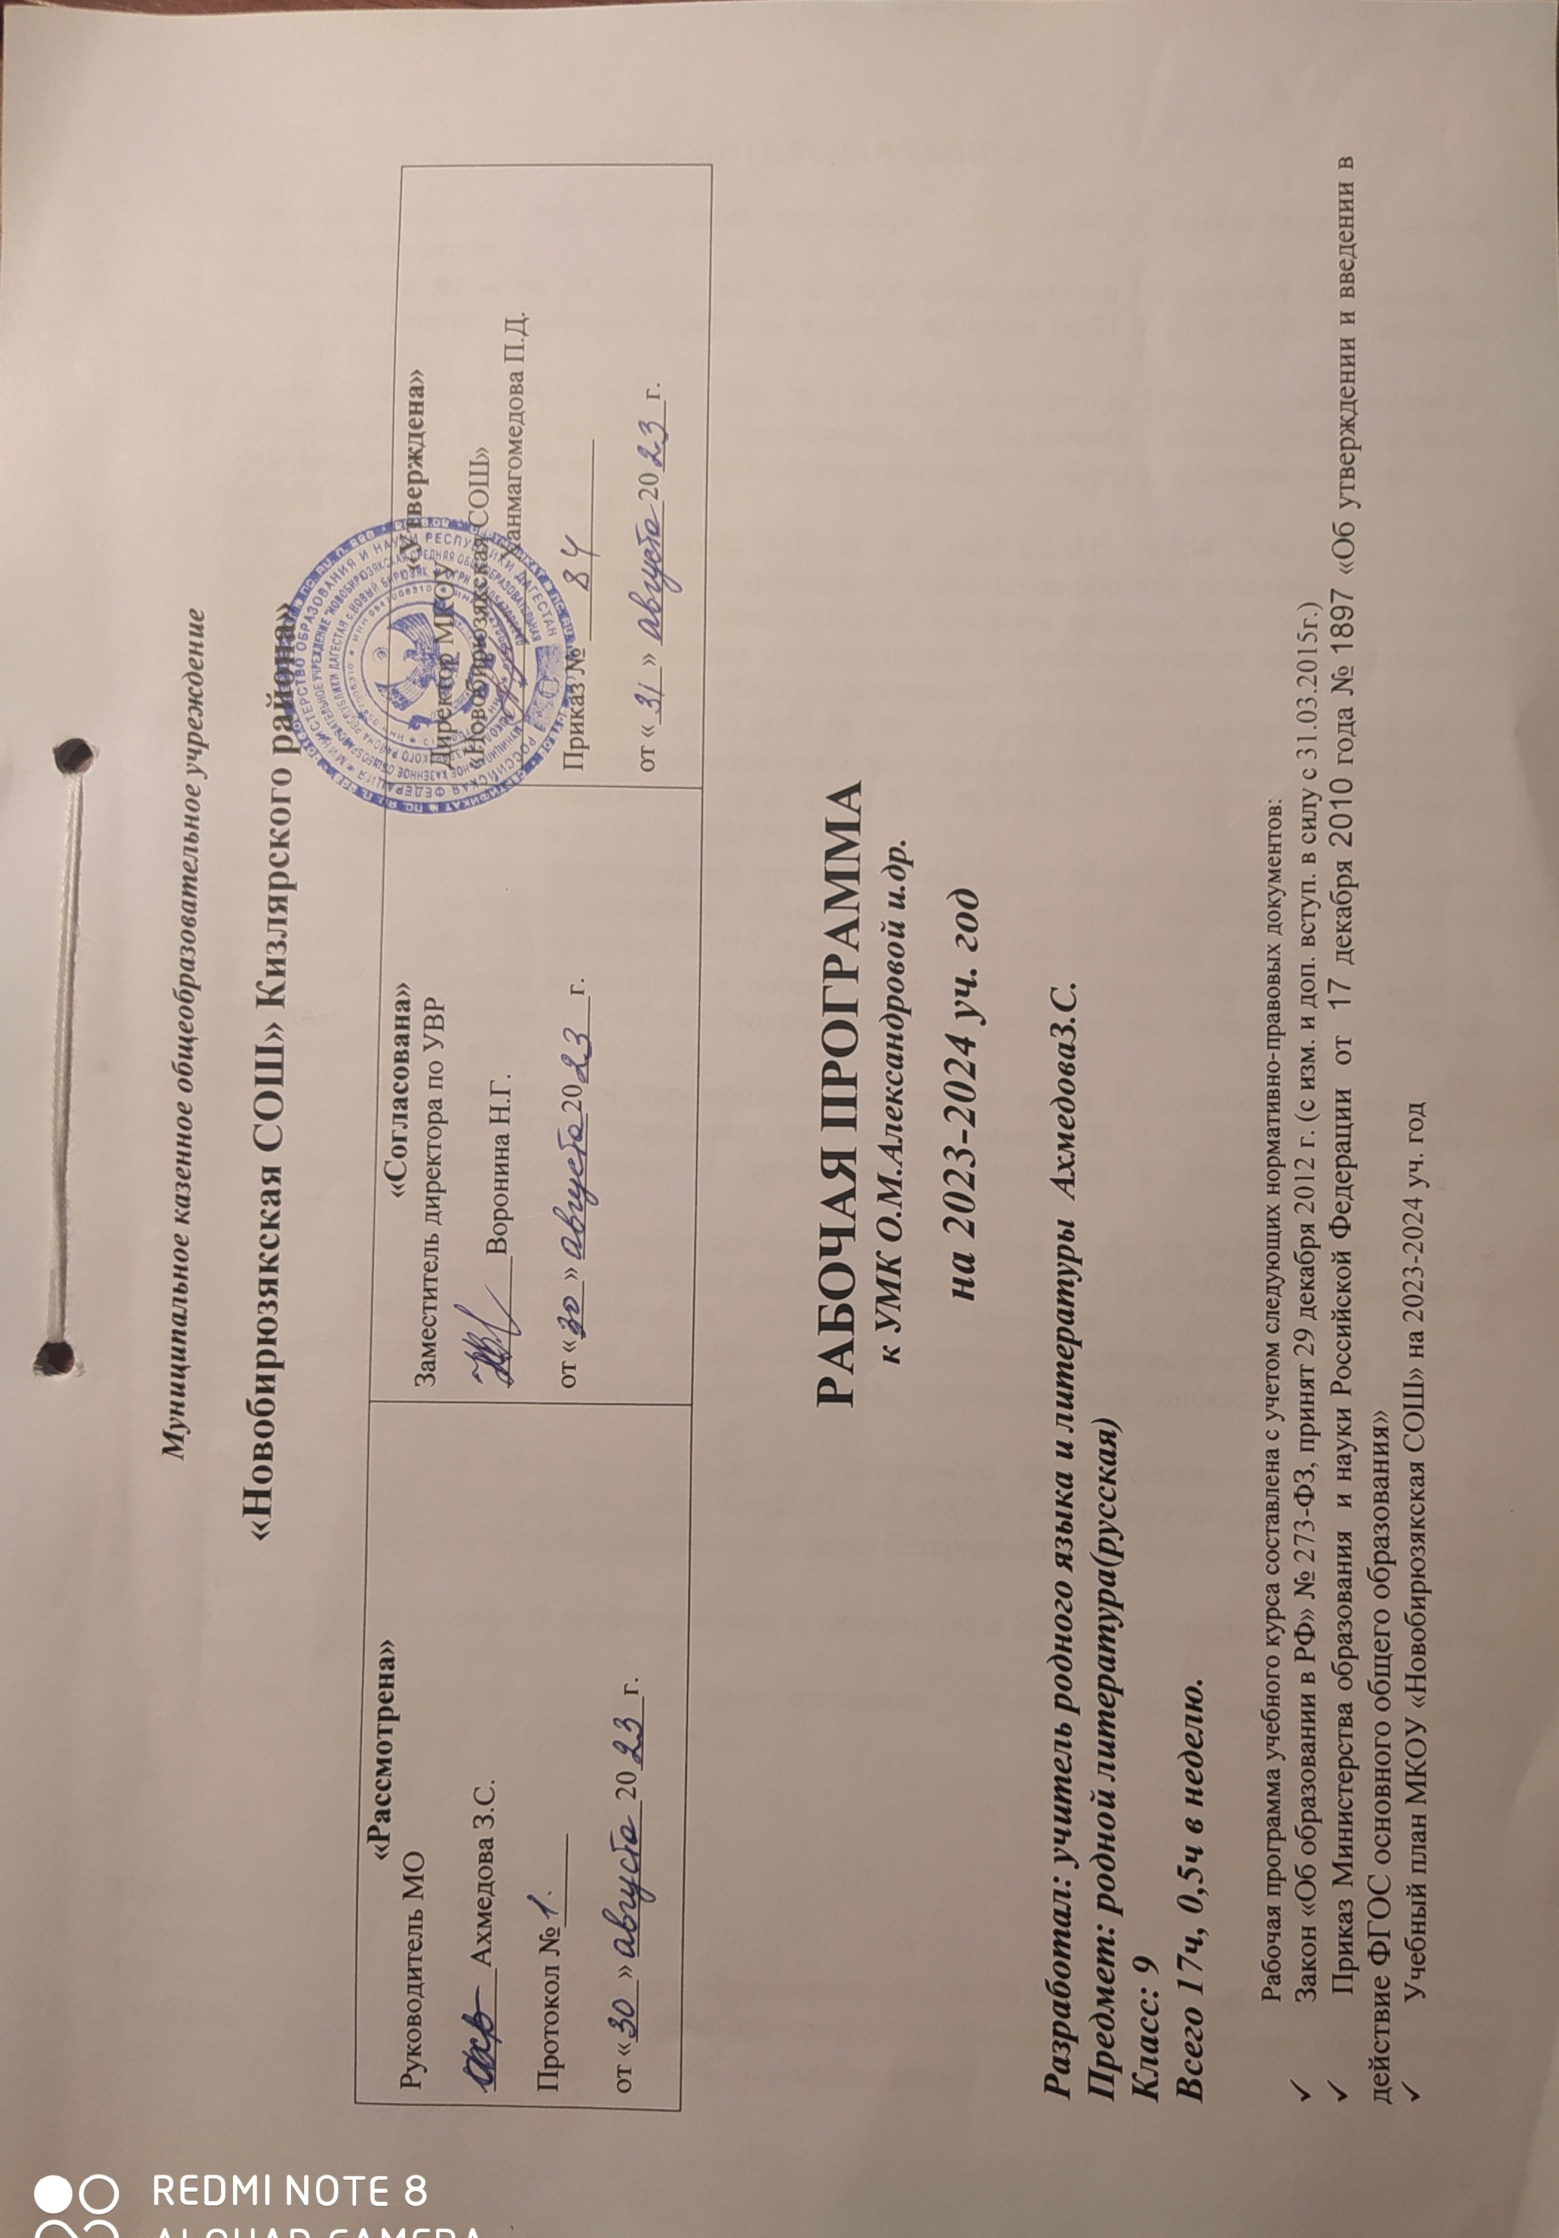 Муниципальное казенное общеобразовательное учреждение
«Новобирюзякская СОШ» Кизлярского района»
«Рассмотрена»
Руководитель МО
Ахмедова З.С.
Протокол № 1.
от «30» августа 2023 г.
«Согласована»
Заместитель директора по УВР
Воронина Н.Г.
от «30» августа 2023 г.
«Утверждена»
Директор МКОУ
«Новобирюзякская СОШ»
Ханмагомедова П.Д.
Приказ № 84
от «31» августа 2023 г.
РАБОЧАЯ ПРОГРАММА
к УМК О.М.Александровой и.др.
на 2023-2024 уч. год
Разработал: учитель родного языка и литературы АхмедоваЗ.С.
Предмет: родной литература(русская)
Класс: 9
Всего 17ч, 0,5ч в неделю.
Рабочая программа учебного курса составлена с учетом следующих нормативно-правовых документов:
✓ Закон «Об образовании в РФ» № 273-ФЗ, принят 29 декабря 2012 г. (с изм. и доп. вступ. в силу с 31.03.2015г.)
✓ Приказ Министерства образования и науки Российской Федерации от 17 декабря 2010 года № 1897 «Об утверждении и введении в
действие ФГОС основного общего образования»
✓ Учебный план МКОУ «Новобирюзякская СОШ» на 2023-2024 уч. год
REDMI NOTE 8
AI QUAD CAMERA